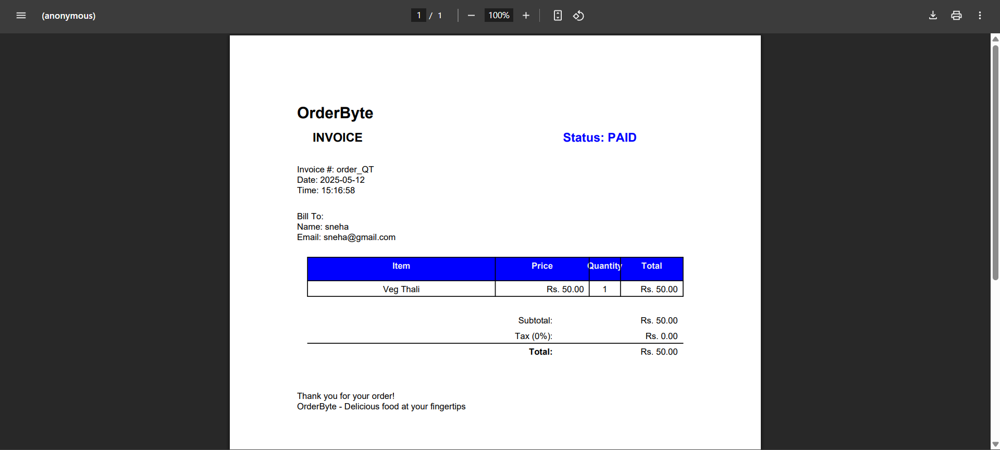 (anonymous)
1 / 1
100%
OrderByte
INVOICE Status: PAID
Invoice #: order_QT
Date: 2025-05-12
Time: 15:16:58
Bill To:
Name: sneha
Email: sneha@gmail.com
Item Price Quantity Total
Veg Thali Rs. 50.00 1 Rs. 50.00
Subtotal: Rs. 50.00
Tax (0%): Rs. 0.00
Total: Rs. 50.00
Thank you for your order!
OrderByte - Delicious food at your fingertips